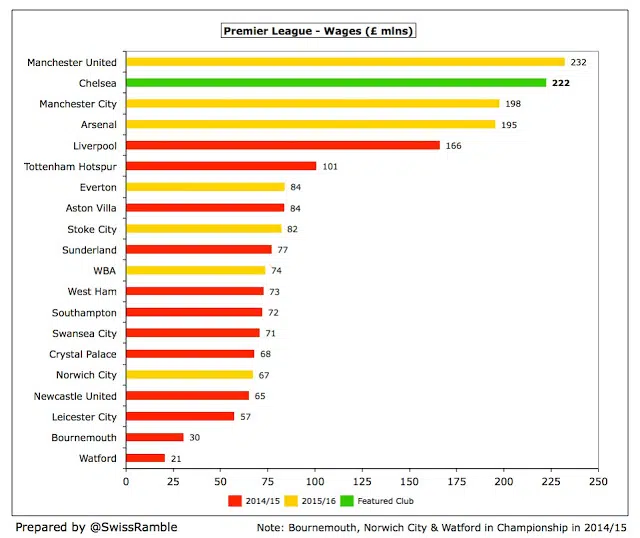 Premier League - Wages (£ mlns)
Manchester United 232
Chelsea 222
Manchester City 198
Arsenal 195
Liverpool 166
Tottenham Hotspur 101
Everton 84
Aston Villa 84
Stoke City 82
Sunderland 77
WBA 74
West Ham 73
Southampton 72
Swansea City 71
Crystal Palace 68
Norwich City 67
Newcastle United 65
Leicester City 57
Bournemouth 30
Watford 21
0 25 50 75 100 125 150 175 200 225 250
2014/15 2015/16 Featured Club
Prepared by @SwissRamble Note: Bournemouth, Norwich City & Watford in Championship in 2014/15